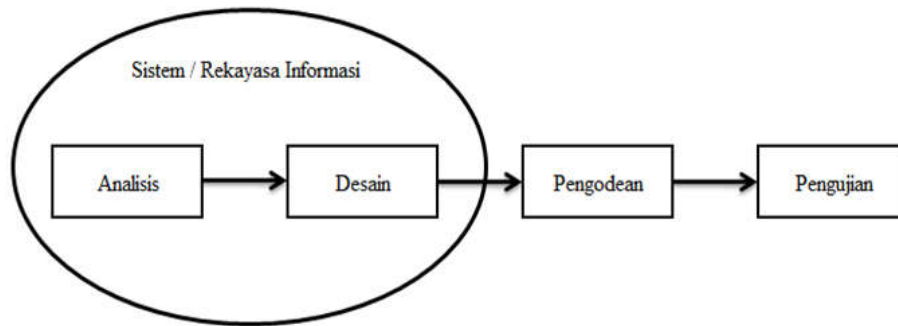 Sistem / Rekayasa Informasi
Analisis
Desain
Pengodean
Pengujian